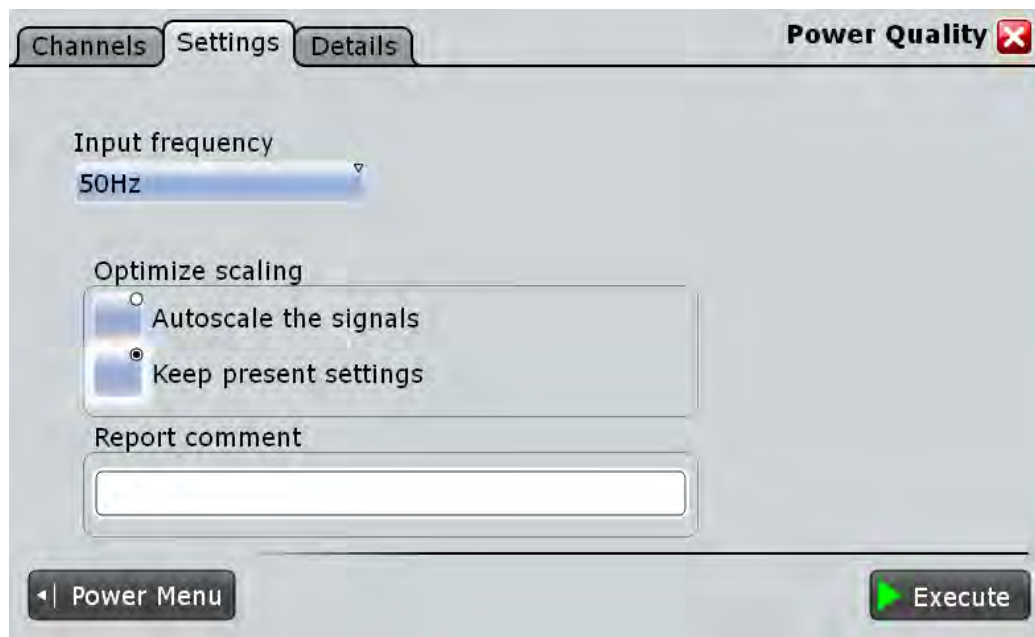 Channels Settings Details Power Quality
Input frequency
50Hz
Optimize scaling
Autoscale the signals
Keep present settings
Report comment
Power Menu Execute